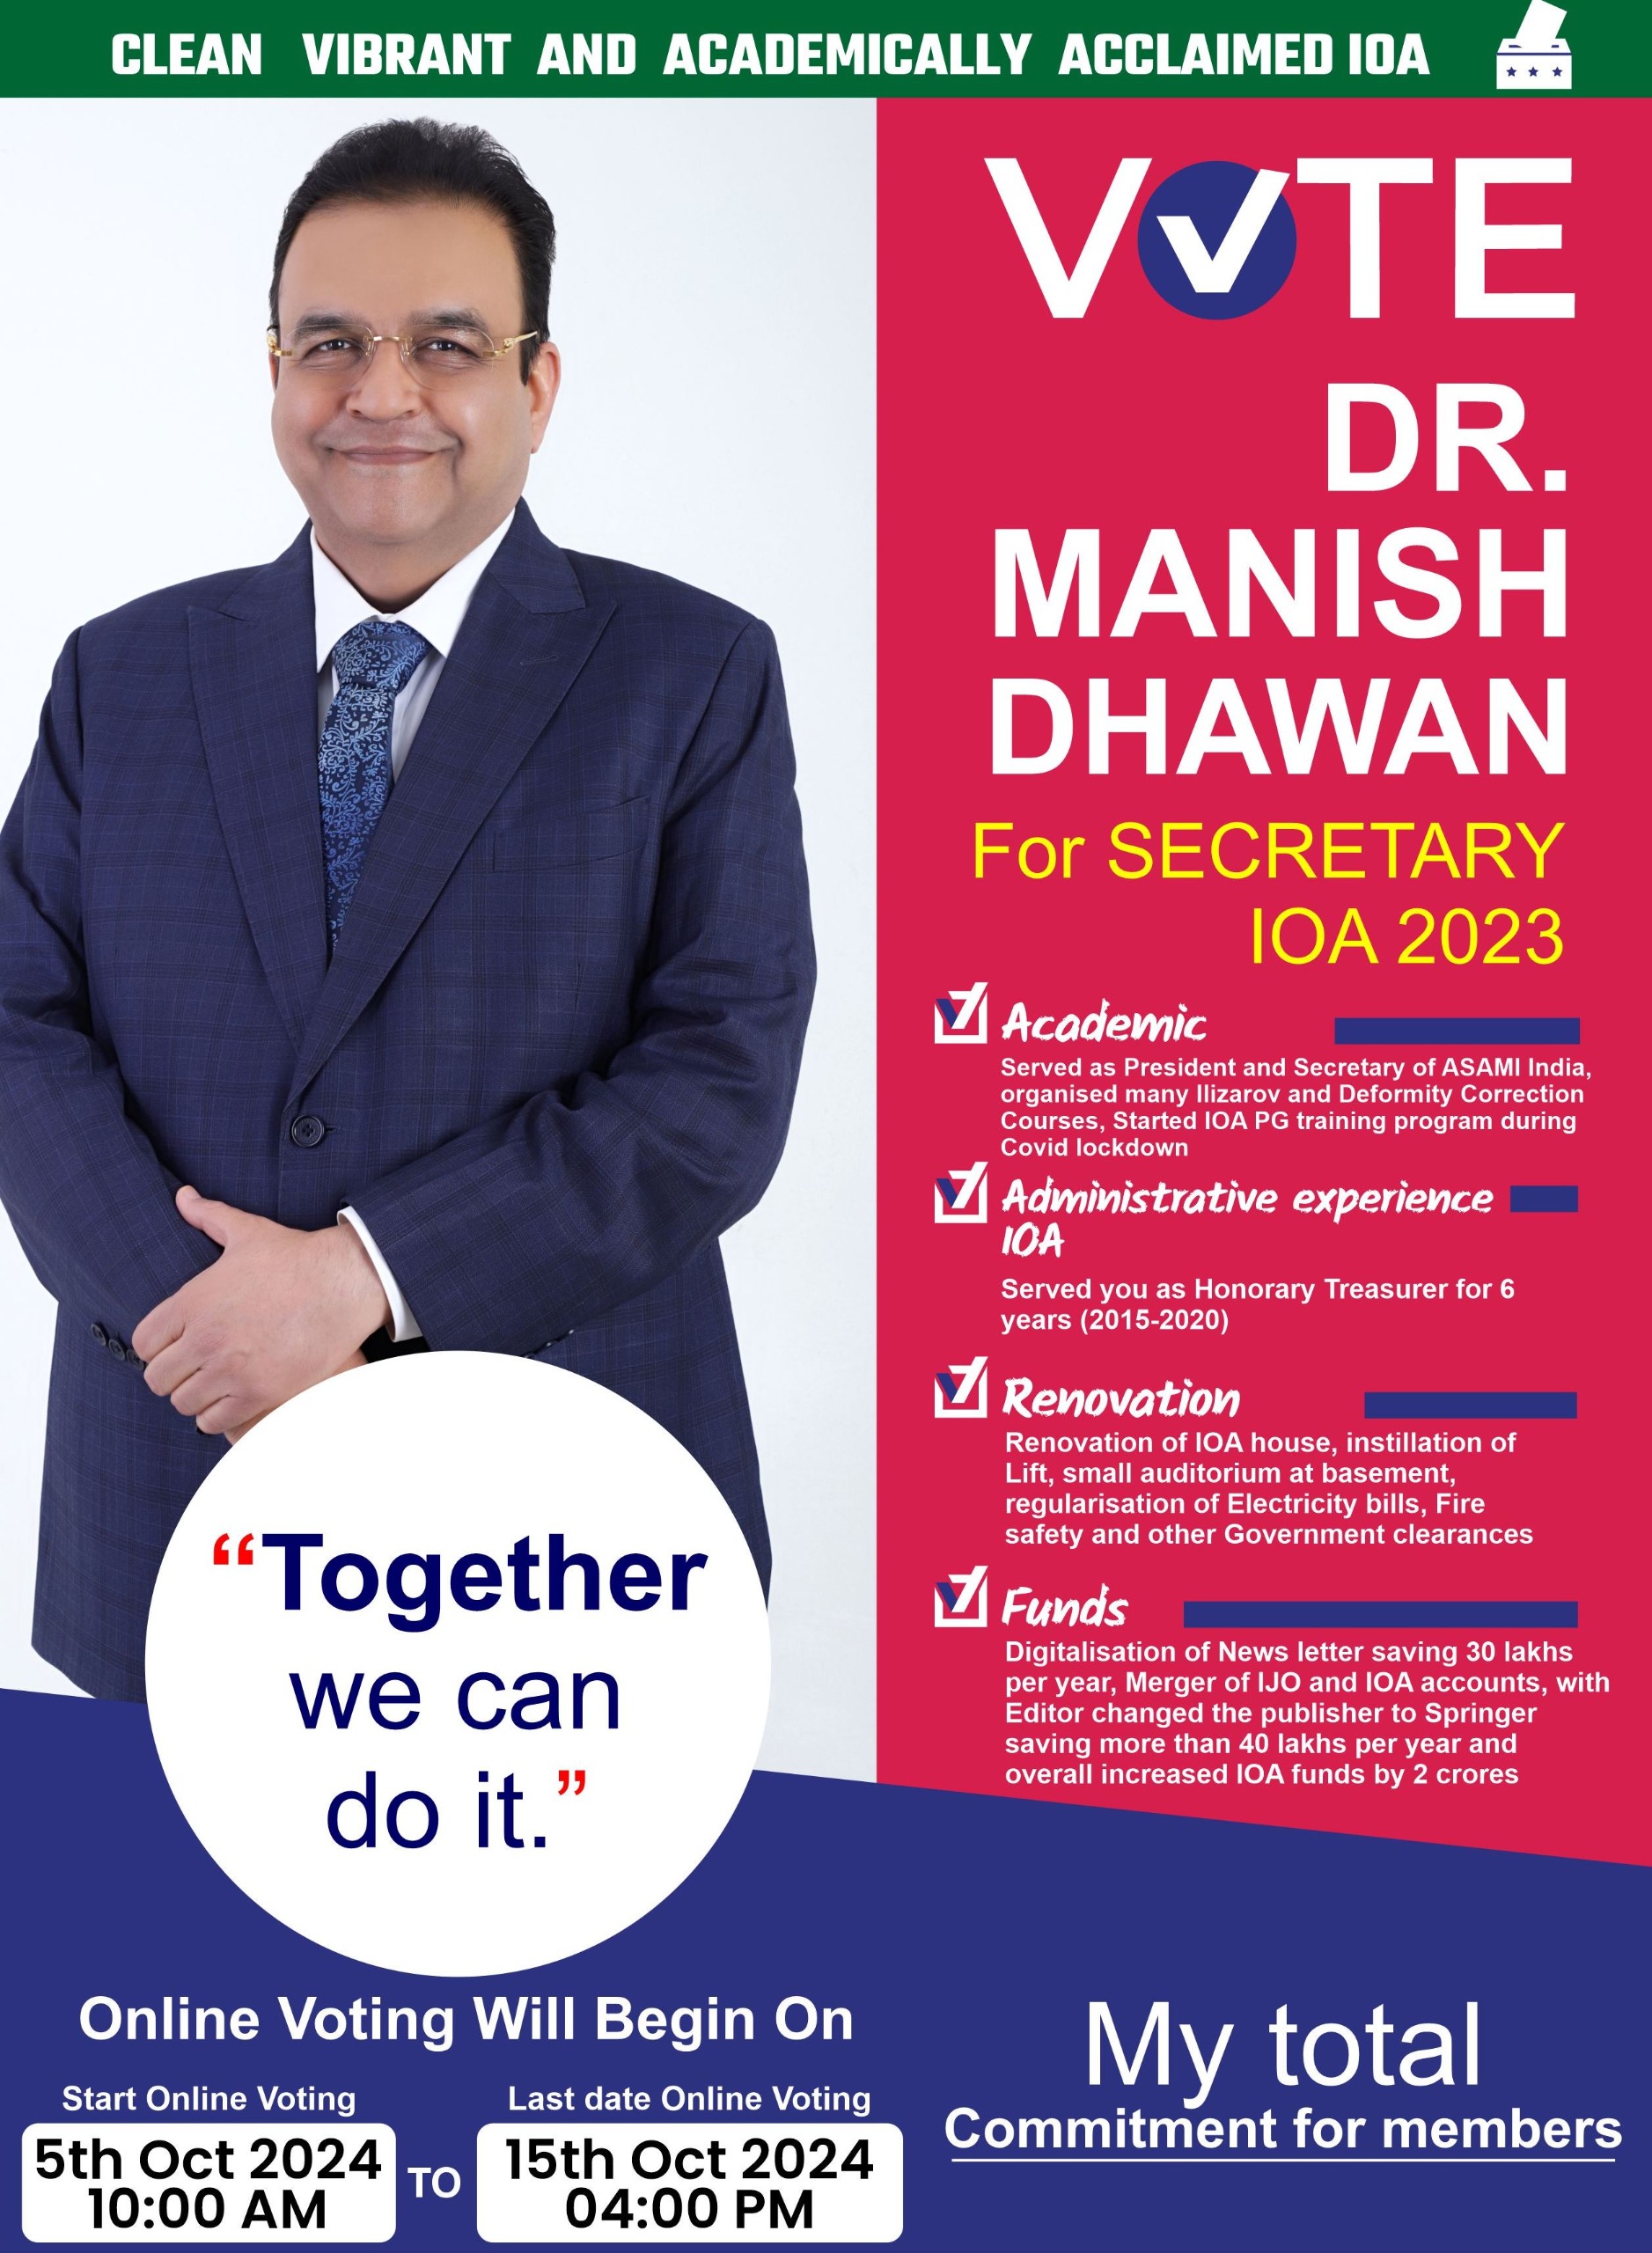 CLEAN VIBRANT AND ACADEMICALLY ACCLAIMED IOA
VOTE
DR.
MANISH
DHAWAN
For SECRETARY
IOA 2023
Academic
Served as President and Secretary of ASAMI India,
organised many Ilizarov and Deformity Correction
Courses, Started IOA PG training program during
Covid lockdown
Administrative experience
IOA
Served you as Honorary Treasurer for 6
years (2015-2020)
Renovation
Renovation of IOA house, instillation of
Lift, small auditorium at basement,
regularisation of Electricity bills, Fire
safety and other Government clearances
Funds
Digitalisation of News letter saving 30 lakhs
per year, Merger of IJO and IOA accounts, with
Editor changed the publisher to Springer
saving more than 40 lakhs per year and
overall increased IOA funds by 2 crores
“Together
we can
do it.”
Online Voting Will Begin On
Start Online Voting
5th Oct 2024
10:00 AM
TO
Last date Online Voting
15th Oct 2024
04:00 PM
My total
Commitment for members